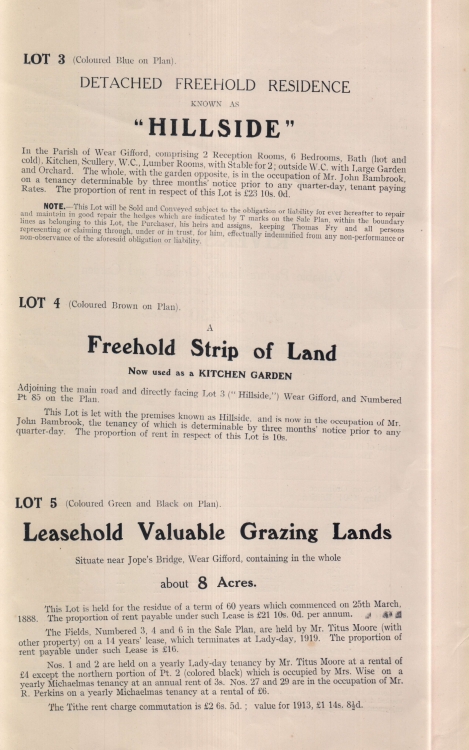 LOT 3 (Coloured Blue on Plan).
DETACHED FREEHOLD RESIDENCE
KNOWN AS
"HILLSIDE"
In the Parish of Wear Gifford, comprising 2 Reception Rooms, 6 Bedrooms, Bath (hot and
cold), Kitchen, Scullery, W.C., Lumber Rooms, with Stable for 2; outside W.C. with Large Garden
and Orchard. The whole, with the garden opposite, is in the occupation of Mr. John Bambrook,
on a tenancy determinable by three months' notice prior to any quarter-day, tenant paying
Rates. The proportion of rent in respect of this Lot is £23 10s. 0d.
NOTE.—This Lot will be Sold and Conveyed subject to the obligation or liability for ever hereafter to repair
and maintain in good repair the hedges which are indicated by T marks on the Sale Plan, within the boundary
lines as belonging to this Lot, the Purchaser, his heirs and assigns, keeping Thomas Fry and all persons
representing or claiming through, under or in trust, for him, effectually indemnified from any non-performance or
non-observance of the aforesaid obligation or liability.
LOT 4 (Coloured Brown on Plan).
A
Freehold Strip of Land
Now used as a KITCHEN GARDEN
Adjoining the main road and directly facing Lot 3 ("Hillside,") Wear Gifford, and Numbered
Pt 85 on the Plan.
This Lot is let with the premises known as Hillside, and is now in the occupation of Mr.
John Bambrook, the tenancy of which is determinable by three months' notice prior to any
quarter-day. The proportion of rent in respect of this Lot is 10s.
LOT 5 (Coloured Green and Black on Plan).
Leasehold Valuable Grazing Lands
Situate near Jope's Bridge, Wear Gifford, containing in the whole
about 8 Acres.
This Lot is held for the residue of a term of 60 years which commenced on 25th March,
1888. The proportion of rent payable under such Lease is £21 10s. 0d. per annum.
The Fields, Numbered 3, 4 and 6 in the Sale Plan, are held by Mr. Titus Moore (with
other property) on a 14 years' lease, which terminates at Lady-day, 1919. The proportion of
rent payable under such Lease is £16.
Nos. 1 and 2 are held on a yearly Lady-day tenancy by Mr. Titus Moore at a rental of
£4 except the northern portion of Pt. 2 (colored black) which is occupied by Mrs. Wise on a
yearly Michaelmas tenancy at an annual rent of 3s. Nos. 27 and 29 are in the occupation of Mr.
R. Perkins on a yearly Michaelmas tenancy at a rental of £6.
The Tithe rent charge commutation is £2 6s. 5d.; value for 1913, £1 14s. 8½d.